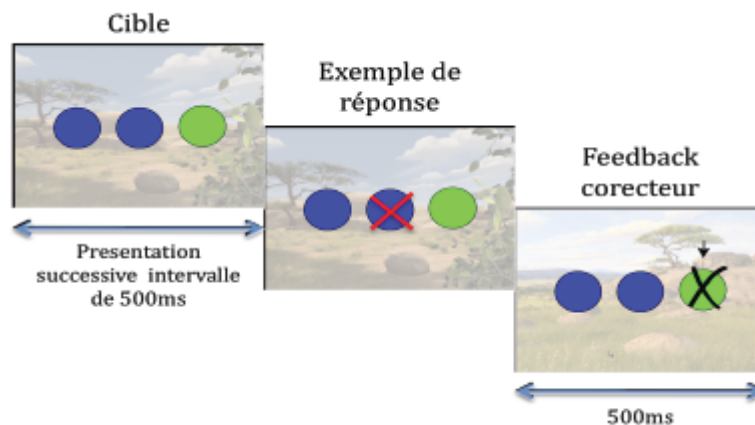 Cible
Exemple de
réponse
Feedback
corecteur
Presentation
successive intervalle
de 500ms
500ms